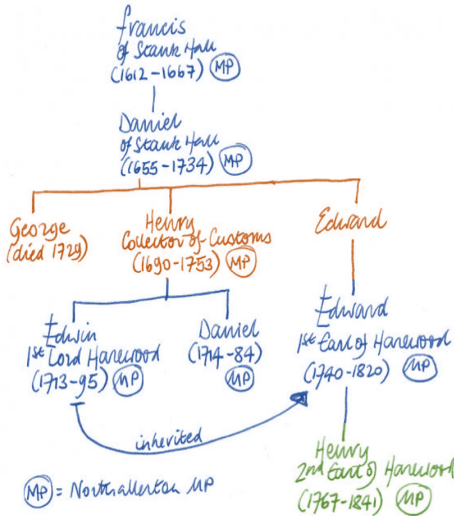 Francis
of Stank Hall
(1612-1667) MP
Daniel
of Stank Hall
(1655-1734) MP
George
(died 1729)
Henry
Collector of Customs
(1690-1753) MP
Edward
Edwin
1st Lord Harewood
(1713-95) MP
Daniel
(1714-84)
MP
Edward
1st Earl of Harewood
(1740-1820) MP
inherited
Henry
2nd Earl of Harewood
(1767-1841) MP
MP = Northallerton MP